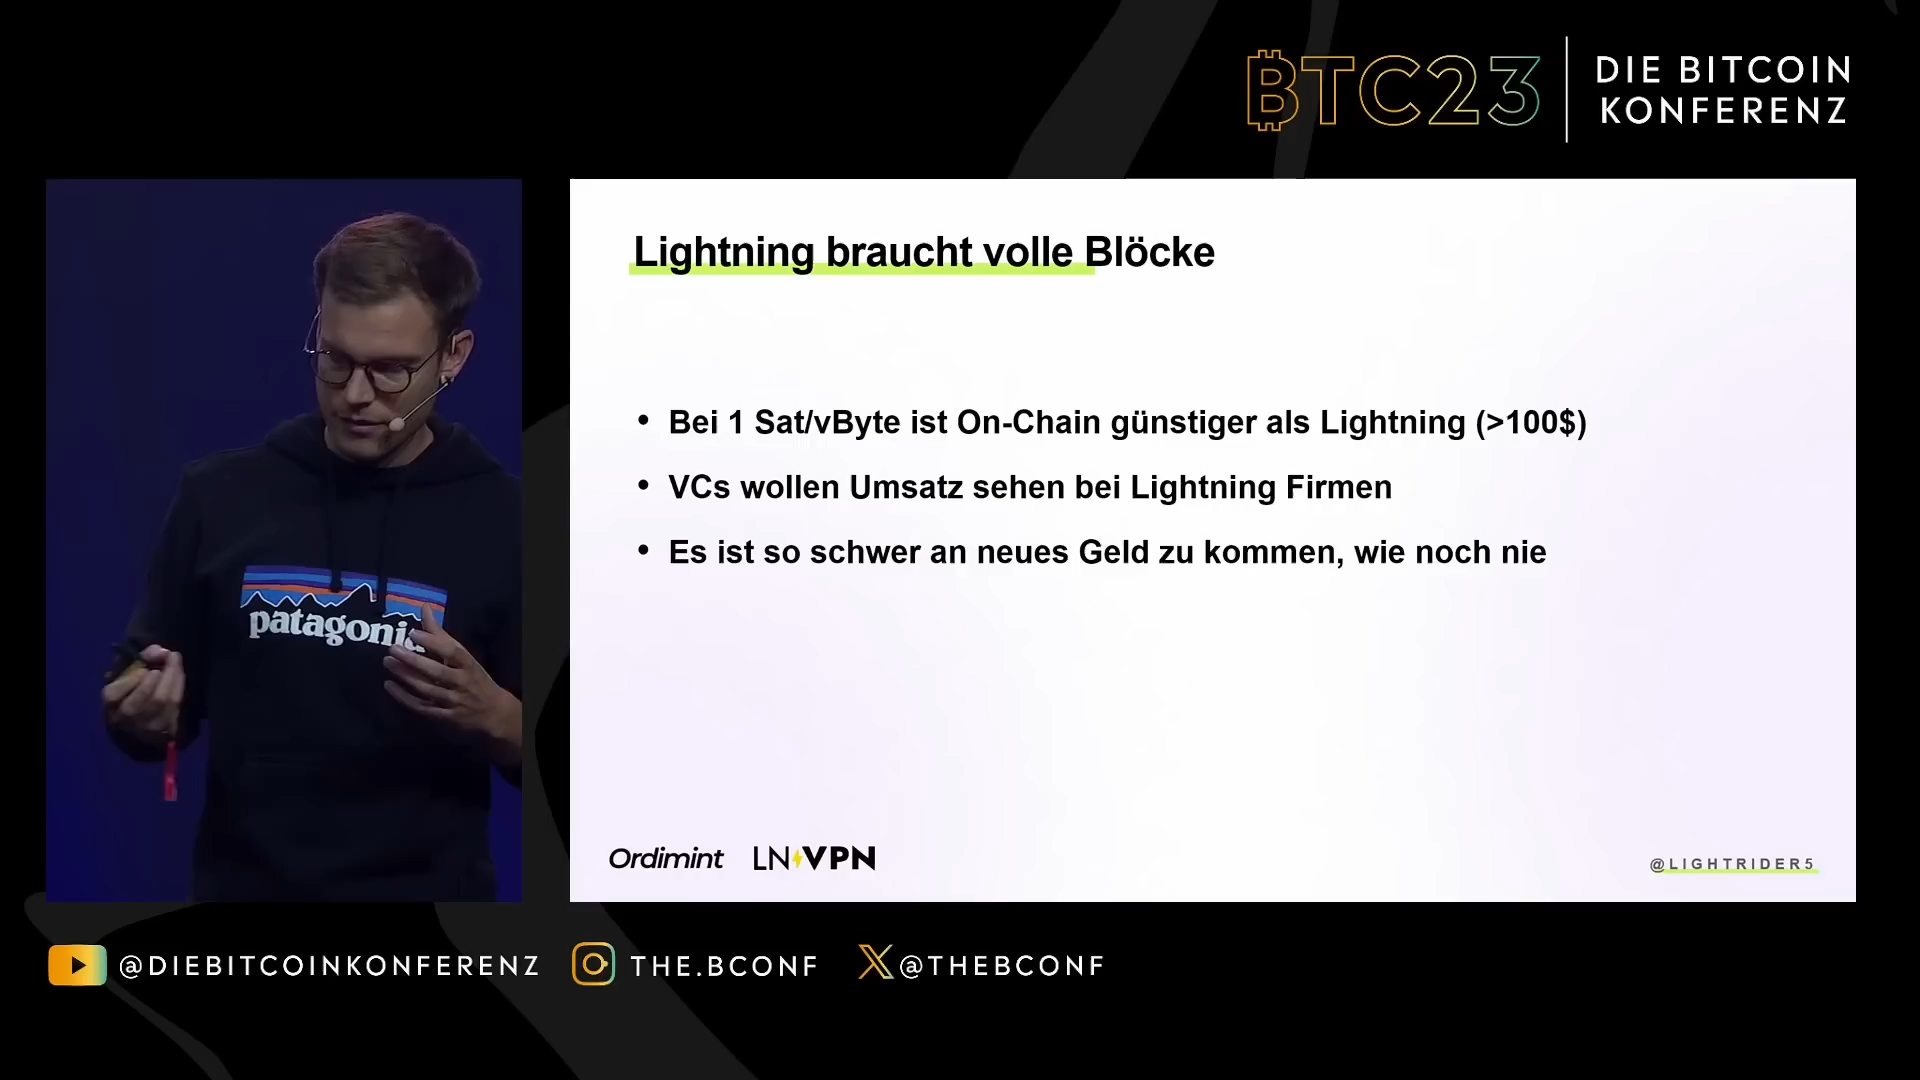 BTC23
DIE BITCOIN
KONFERENZ
Lightning braucht volle Blöcke
• Bei 1 Sat/vByte ist On-Chain günstiger als Lightning (>100$)
• VCs wollen Umsatz sehen bei Lightning Firmen
• Es ist so schwer an neues Geld zu kommen, wie noch nie
patagonia
Ordimint LNVPN
@LIGHTRIDER5
@DIEBITCOINKONFERENZ THE.BCONF @THEBCONF